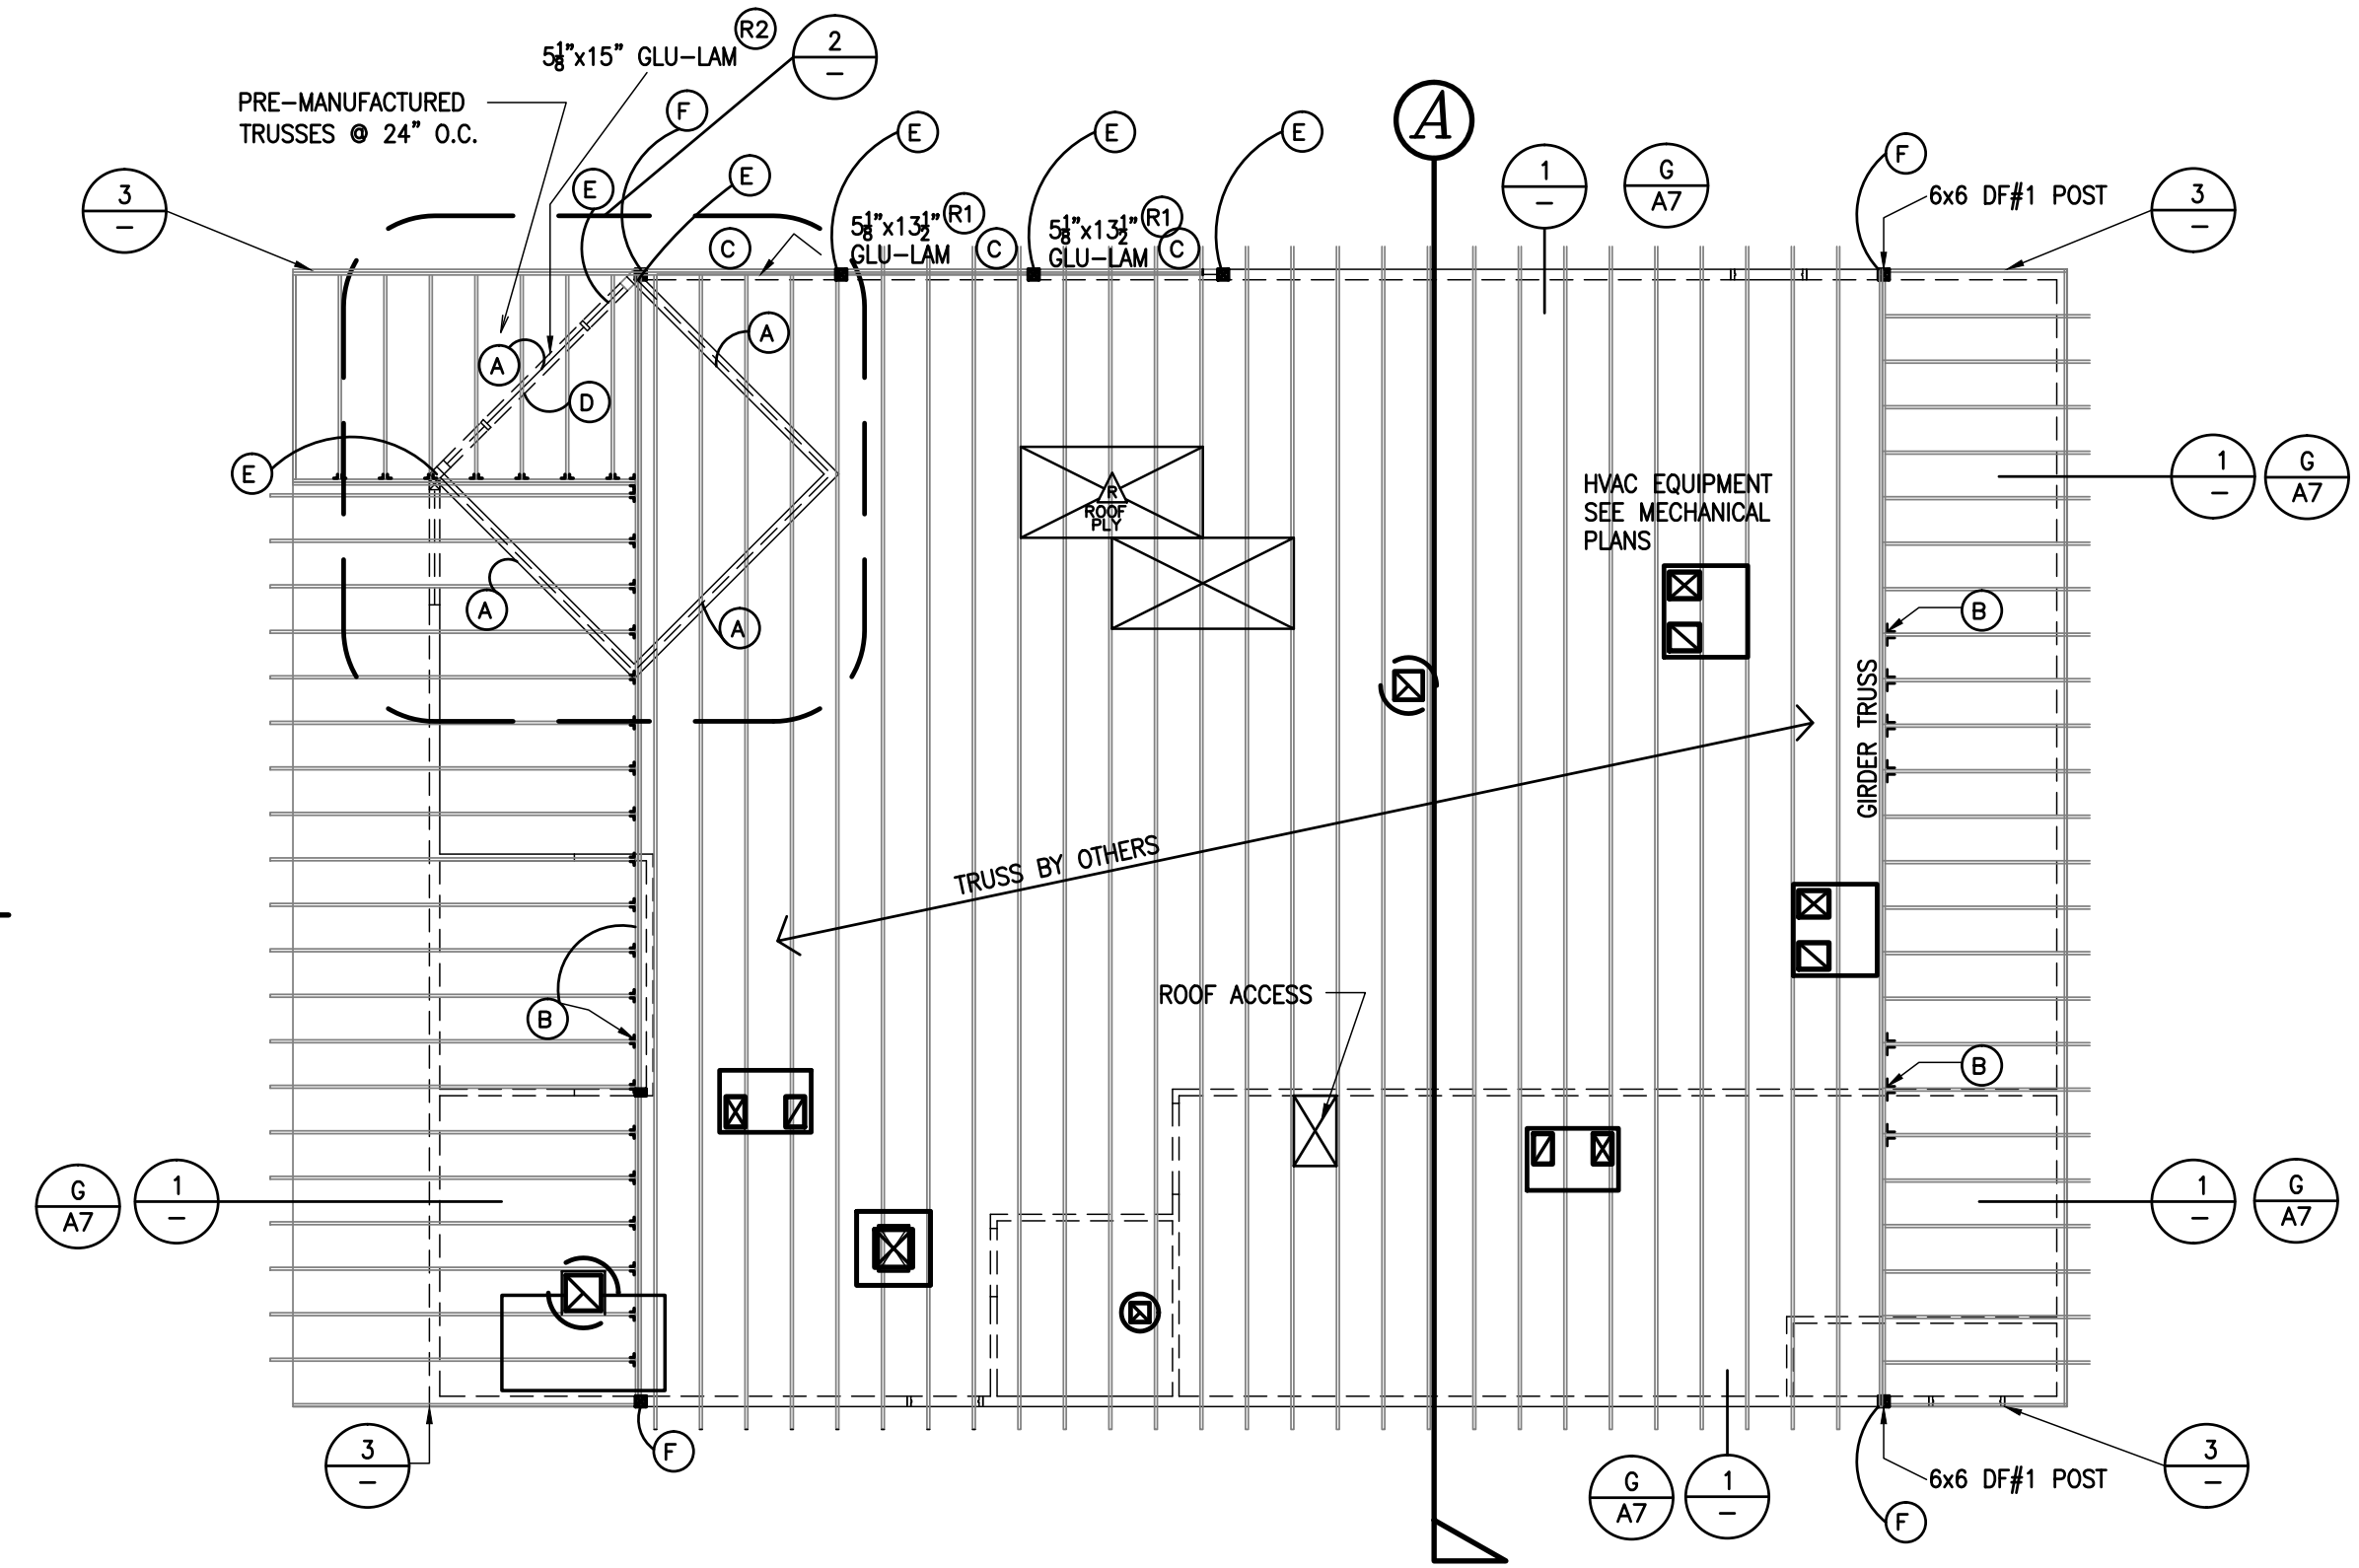 R2
2
–
5⅛"x15" GLU-LAM
PRE-MANUFACTURED
TRUSSES @ 24" O.C.
F
E
E
E
A
1
–
G
A7
F
E
E
3
–
6x6 DF#1 POST
3
–
5⅛"x13½" R1
GLU-LAM
C
C
5⅛"x13½" R1
GLU-LAM
C
A
A
D
E
R
ROOF
PLY
HVAC EQUIPMENT
SEE MECHANICAL
PLANS
1
–
G
A7
A
A
B
GIRDER TRUSS
TRUSS BY OTHERS
ROOF ACCESS
B
B
G
A7
1
–
1
–
G
A7
3
–
F
G
A7
1
–
6x6 DF#1 POST
3
–
F